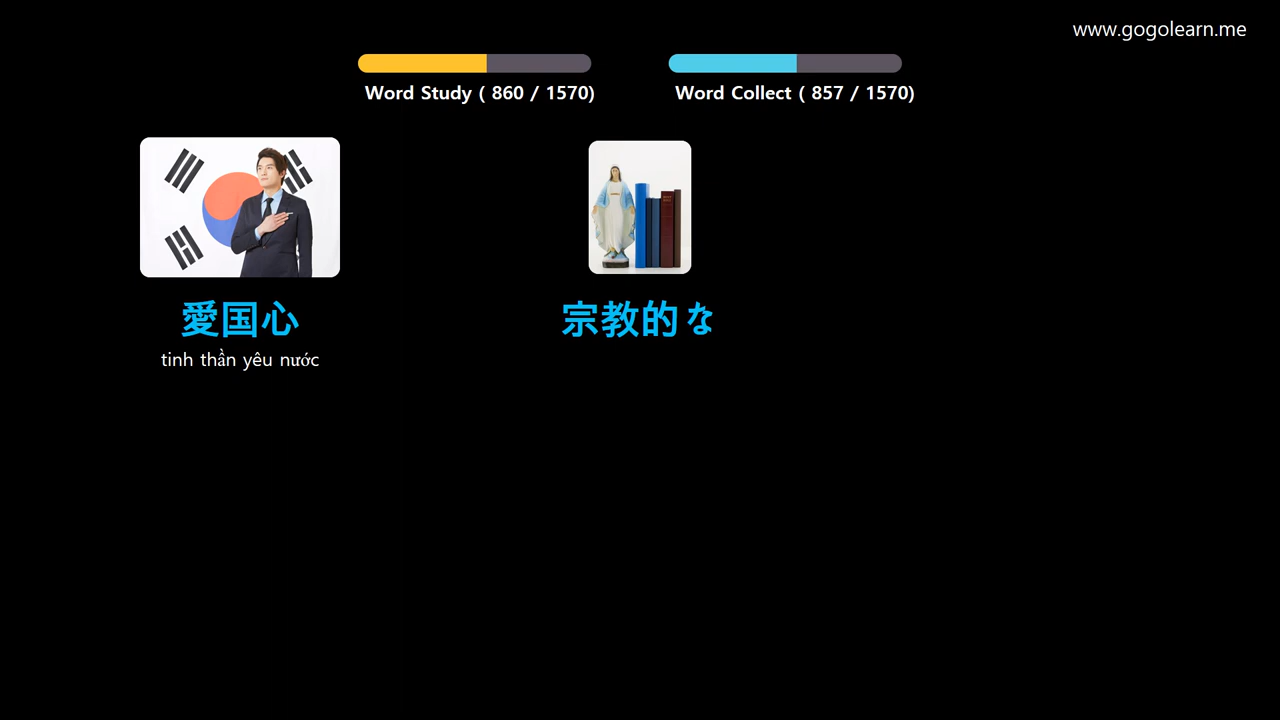 www.gogolearn.me
Word Study ( 860 / 1570)
Word Collect ( 857 / 1570)
愛国心
宗教的な
tinh thần yêu nước